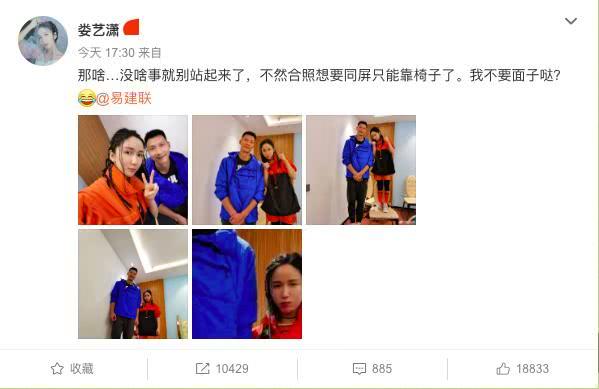 娄艺潇
今天 17:30 来自
那啥...没啥事就别站起来了，不然合照想要同屏只能靠椅子了。我不要面子哒?
@易建联
收藏
10429
885
18833